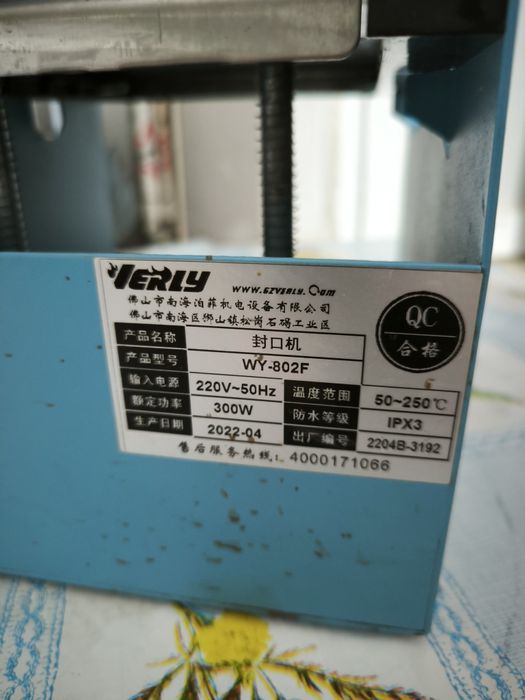 VERLY www.GZVERLY.Com
佛山市南海泊菲机电设备有限公司
佛山市南海区狮山镇松岗石碣工业区
QC
合格
产品名称 封口机
产品型号 WY-802F
输入电源 220V~50Hz 温度范围 50~250℃
额定功率 300W 防水等级 IPX3
生产日期 2022-04 出厂编号 2204B-3192
售后服务热线: 4000171066